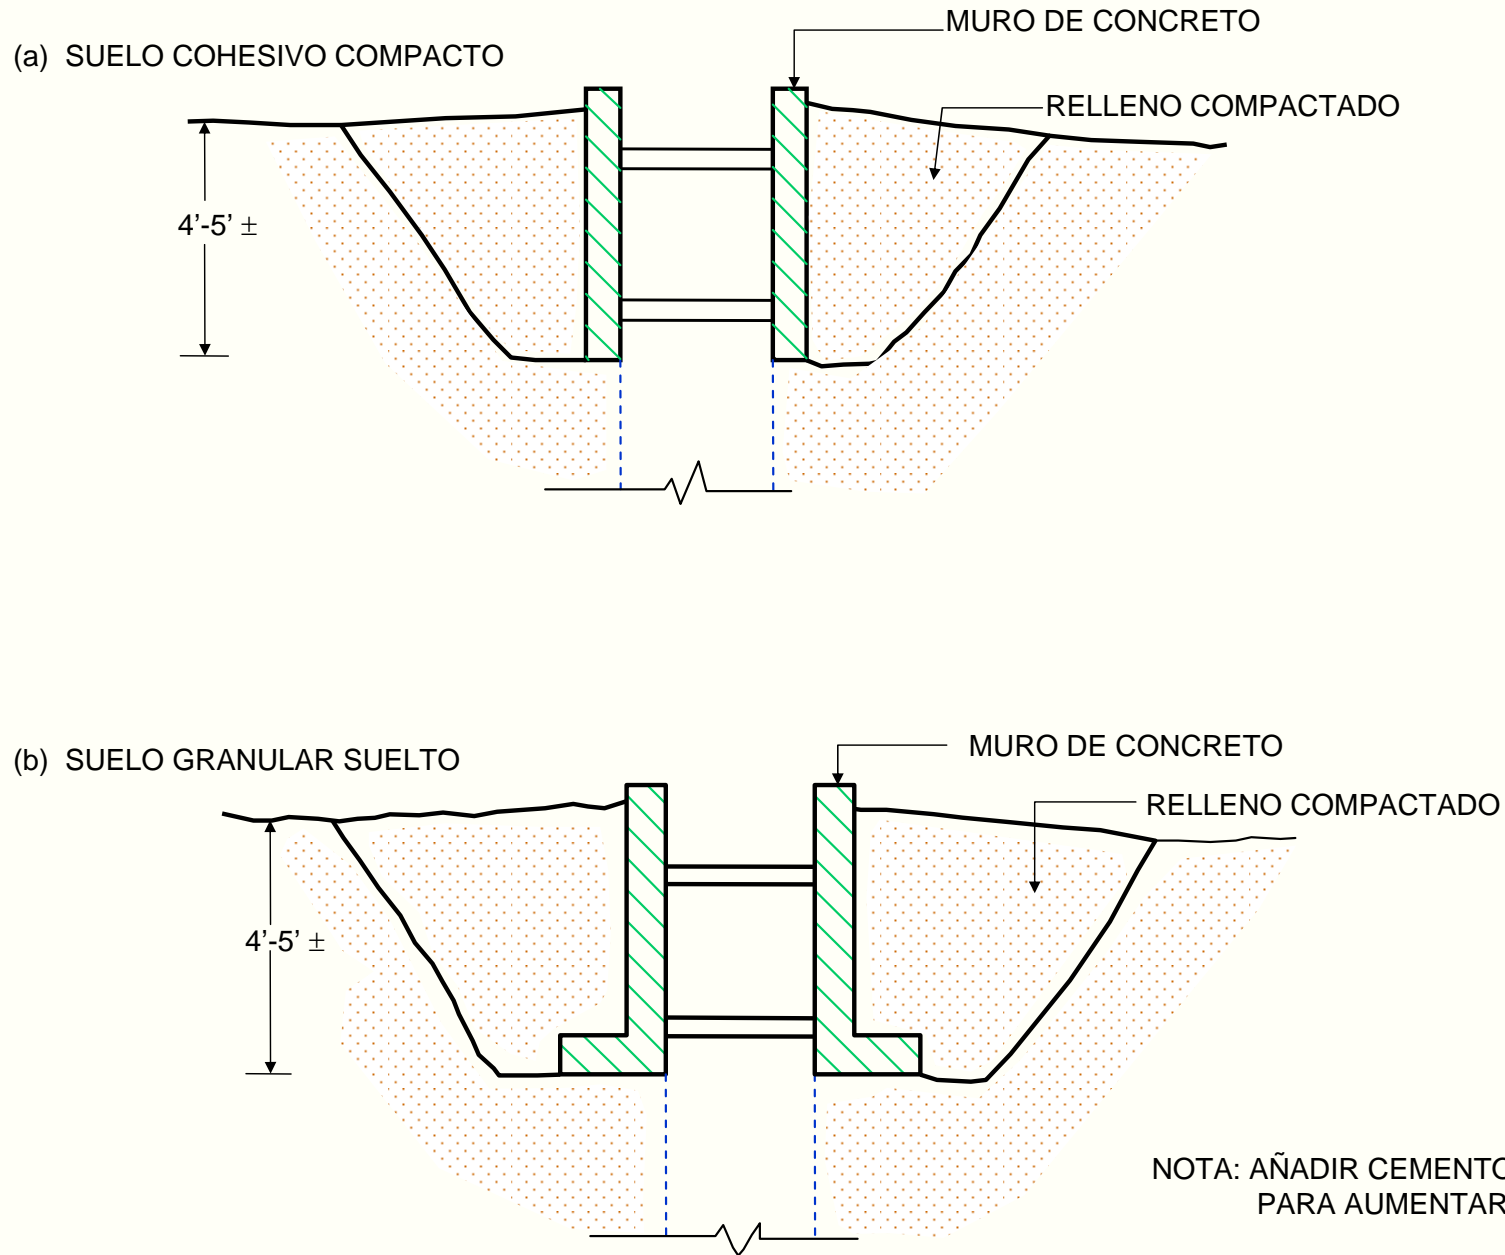 (a) SUELO COHESIVO COMPACTO
MURO DE CONCRETO
RELLENO COMPACTADO
4’-5’ ±
(b) SUELO GRANULAR SUELTO
MURO DE CONCRETO
RELLENO COMPACTADO
4’-5’ ±
NOTA: AÑADIR CEMENTO
PARA AUMENTAR